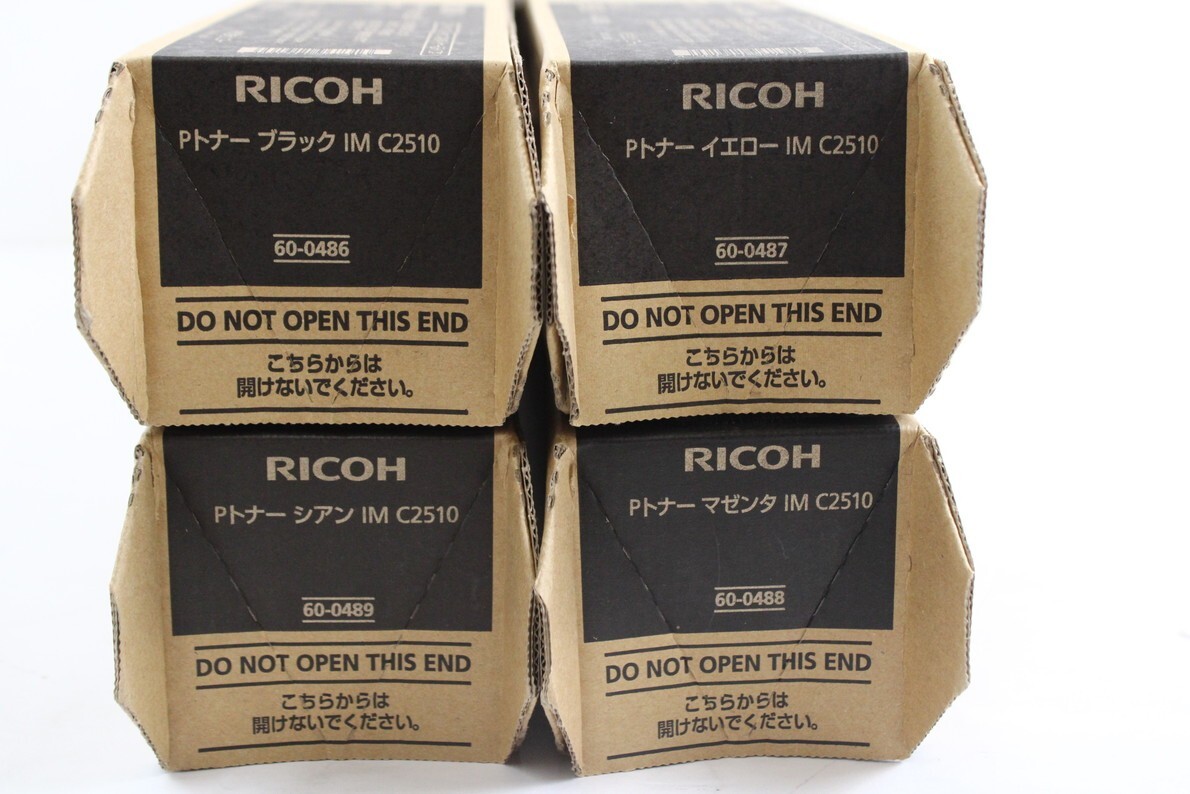 RICOH
Pトナー ブラック IM C2510
60-0486
DO NOT OPEN THIS END
こちらからは
開けないでください。
RICOH
Pトナー イエロー IM C2510
60-0487
DO NOT OPEN THIS END
こちらからは
開けないでください。
RICOH
Pトナー シアン IM C2510
60-0489
DO NOT OPEN THIS END
こちらからは
開けないでください。
RICOH
Pトナー マゼンタ IM C2510
60-0488
DO NOT OPEN THIS END
こちらからは
開けないでください。